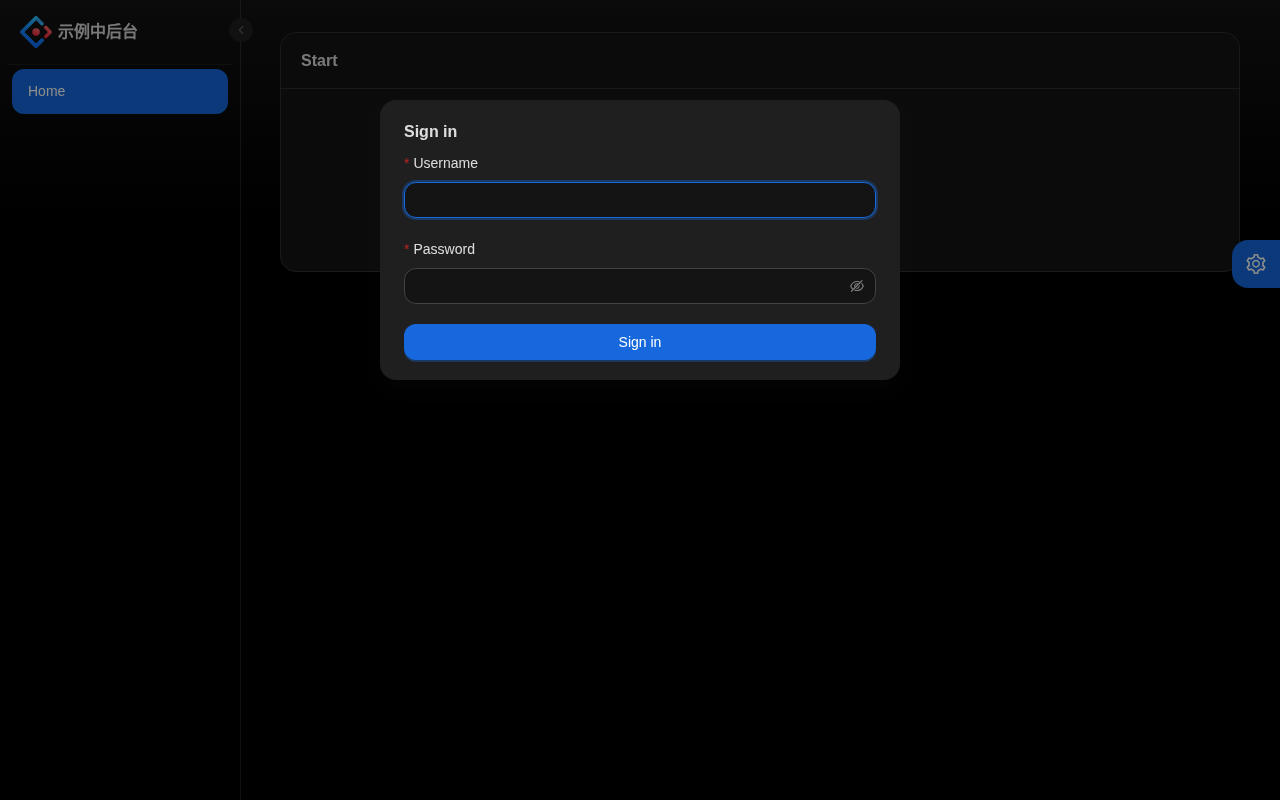 示例中后台
Home
Start
Sign in
* Username
* Password
Sign in